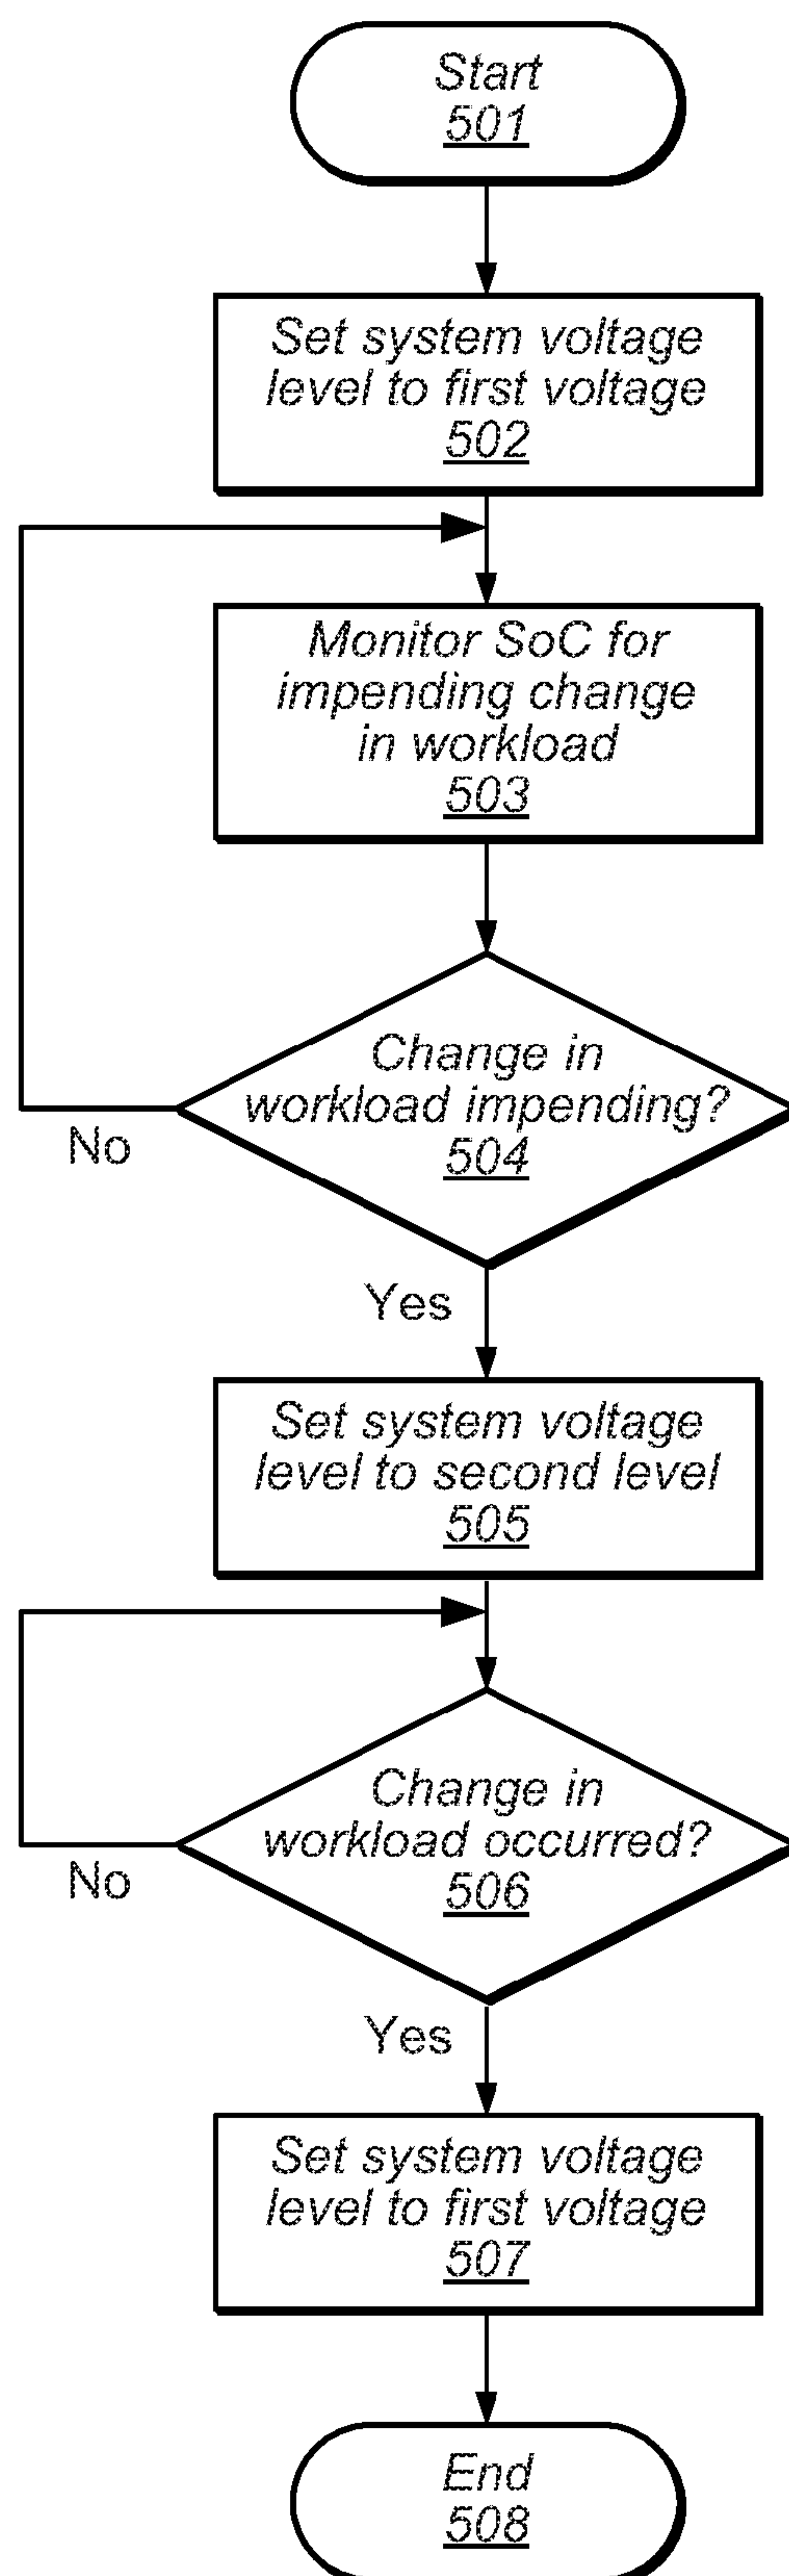 Start
501
Set system voltage
level to first voltage
502
Monitor SoC for
impending change
in workload
503
Change in
workload impending?
504
No
Yes
Set system voltage
level to second level
505
Change in
workload occurred?
506
No
Yes
Set system voltage
level to first voltage
507
End
508